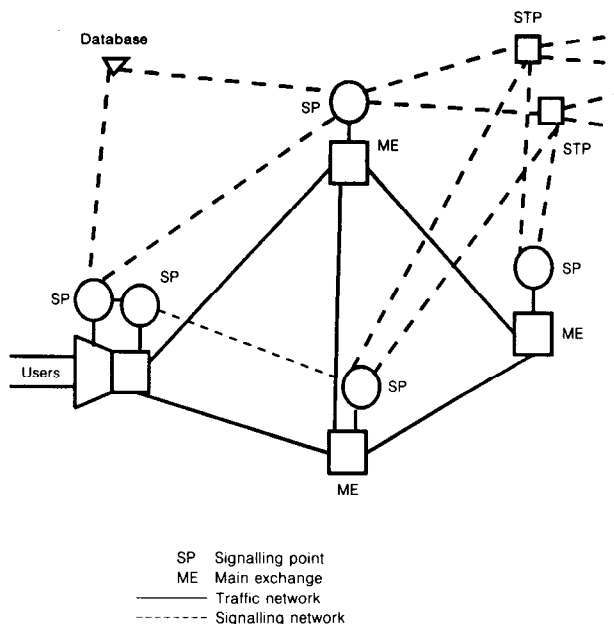 STP
Database
SP
ME
STP
SP
SP
SP
ME
Users
SP
ME
SP Signalling point
ME Main exchange
Traffic network
Signalling network